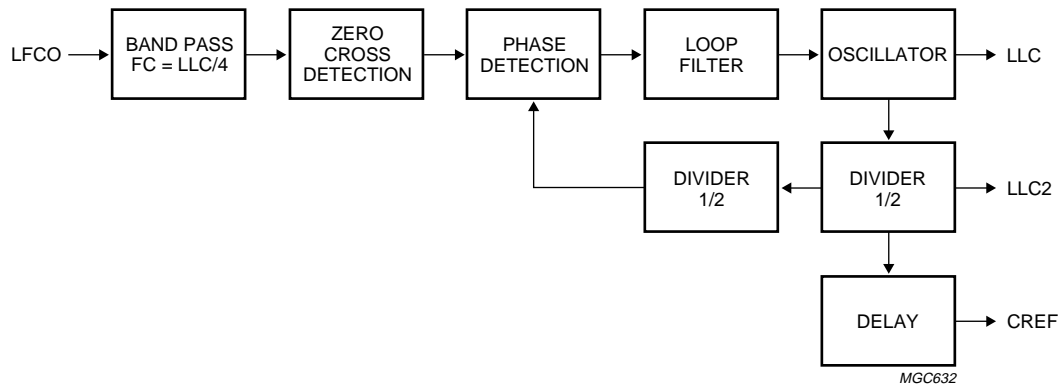 LFCO
BAND PASS
FC = LLC/4
ZERO
CROSS
DETECTION
PHASE
DETECTION
LOOP
FILTER
OSCILLATOR
LLC
DIVIDER
1/2
DIVIDER
1/2
LLC2
DELAY
CREF
MGC632